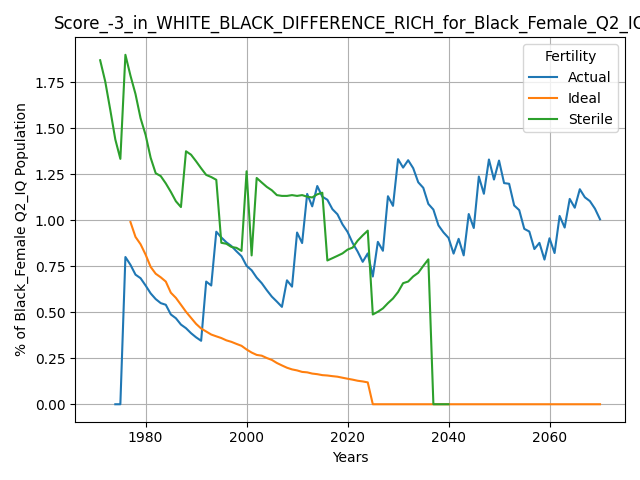 Score_-3_in_WHITE_BLACK_DIFFERENCE_RICH_for_Black_Female_Q2_IQ
Fertility
Actual
Ideal
Sterile
% of Black_Female Q2_IQ Population
1.75
1.50
1.25
1.00
0.75
0.50
0.25
0.00
1980 2000 2020 2040 2060
Years